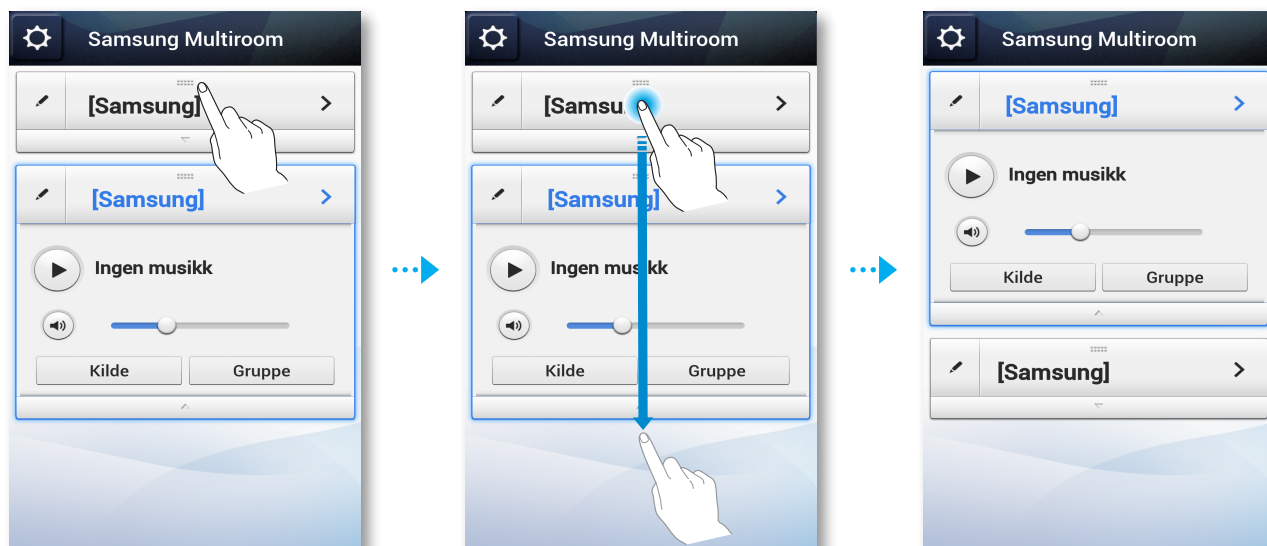 Samsung Multiroom
[Samsung]
[Samsung]
Ingen musikk
Kilde
Gruppe
Samsung Multiroom
[Samsu
[Samsung]
Ingen musikk
Kilde
Gruppe
Samsung Multiroom
[Samsung]
Ingen musikk
Kilde
Gruppe
[Samsung]